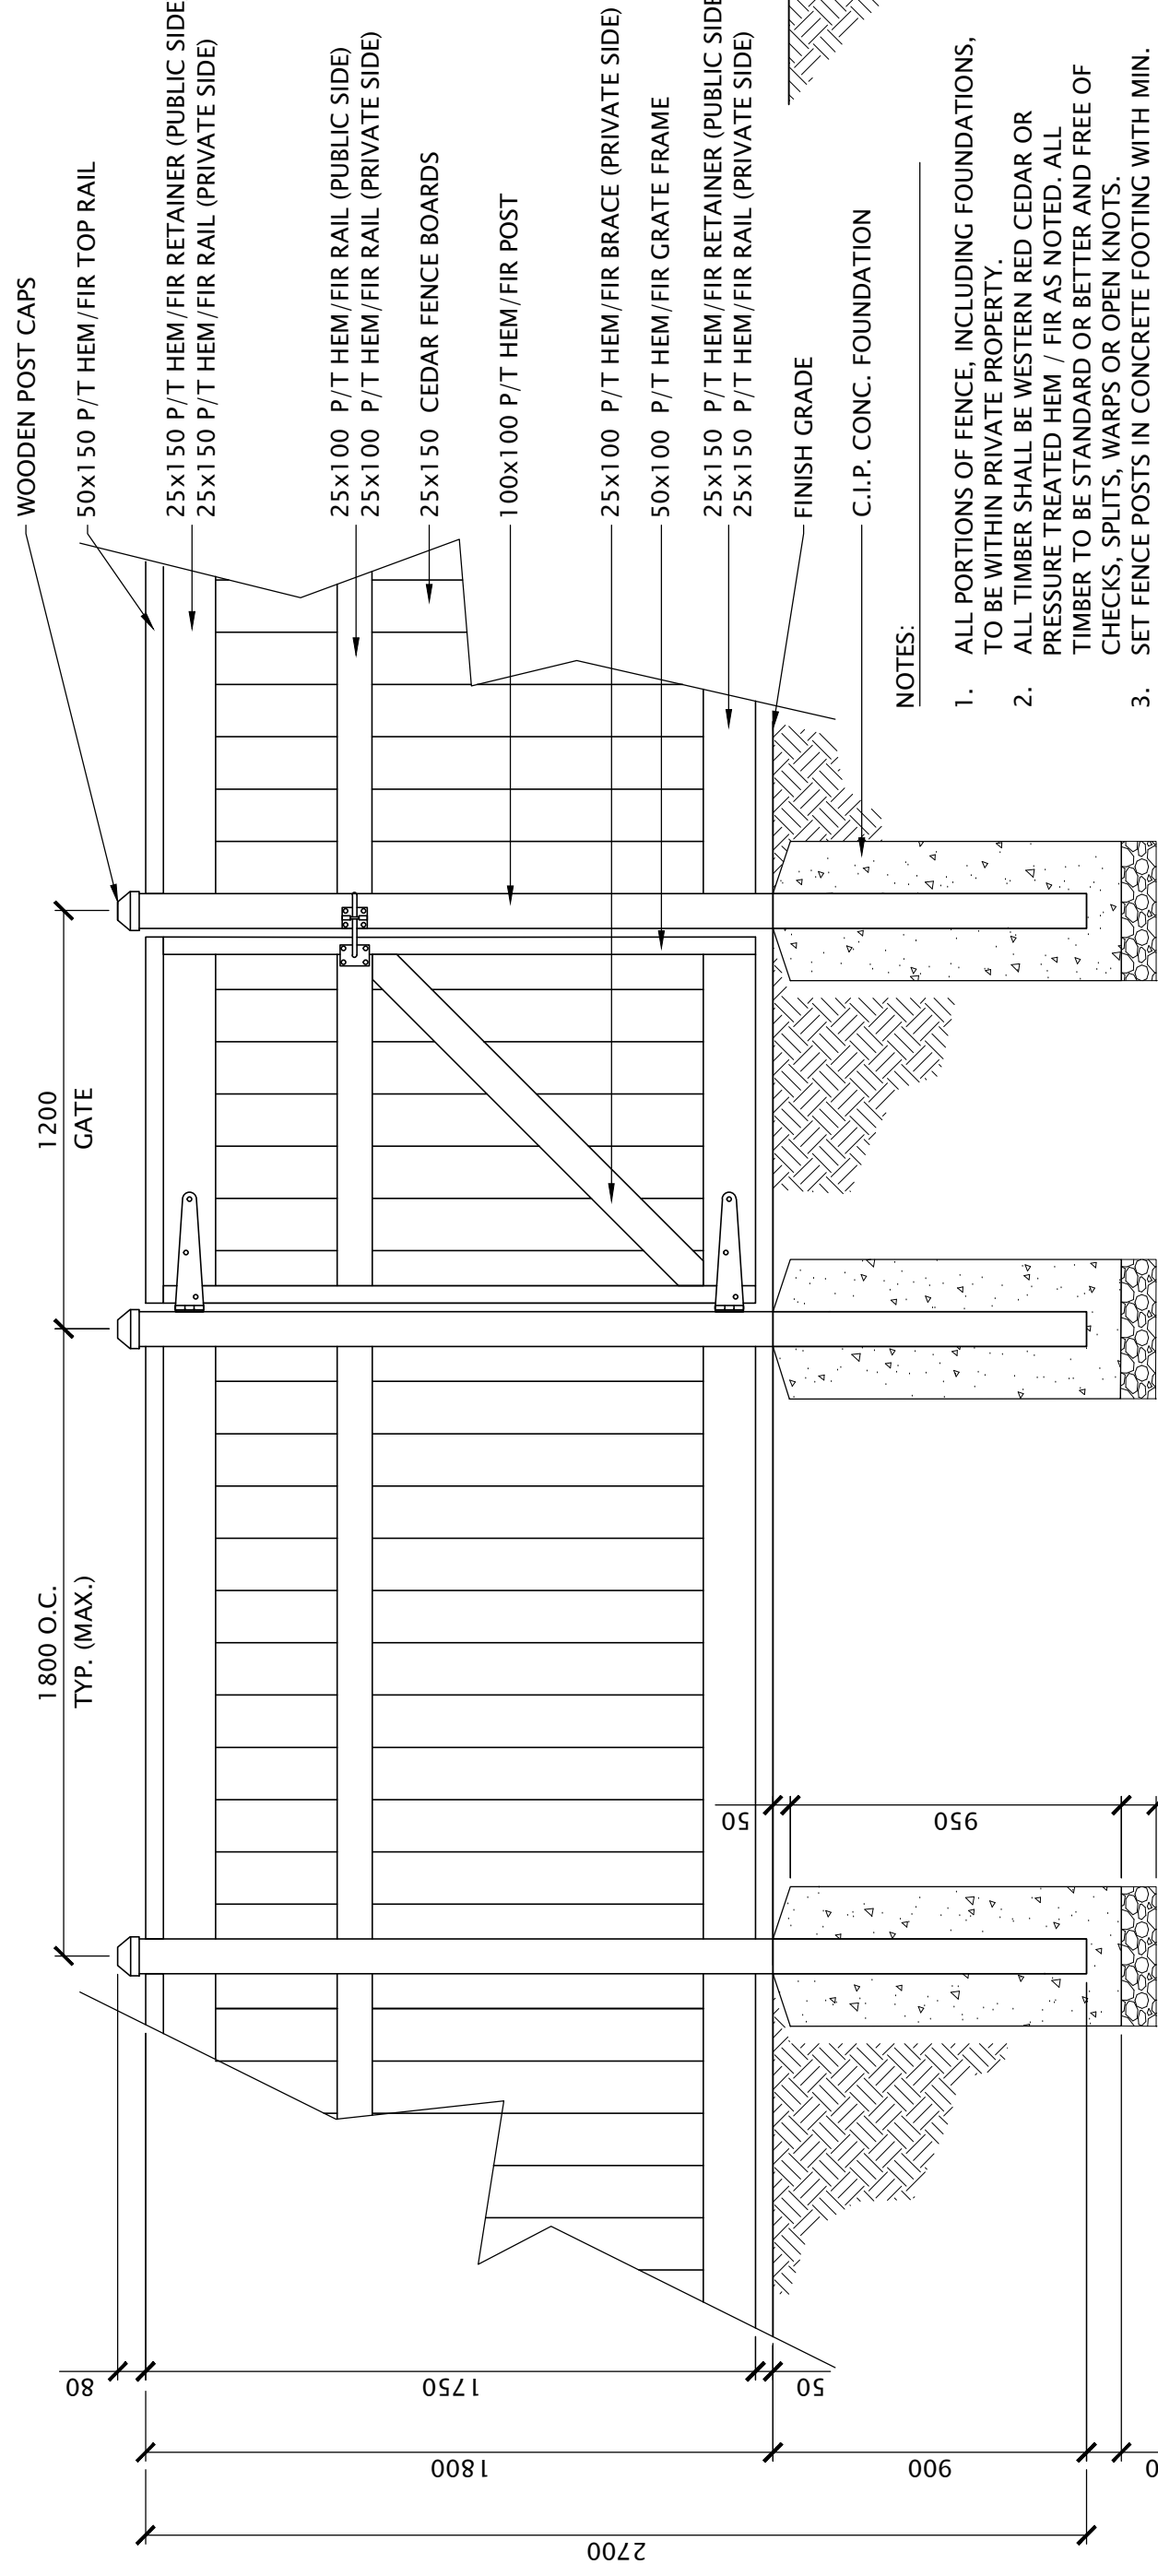 1800 O.C.
TYP. (MAX.)
1200
GATE
WOODEN POST CAPS
50x150 P/T HEM/FIR TOP RAIL
25x150 P/T HEM/FIR RETAINER (PUBLIC SIDE
25x150 P/T HEM/FIR RAIL (PRIVATE SIDE)
25x100 P/T HEM/FIR RAIL (PUBLIC SIDE)
25x100 P/T HEM/FIR RAIL (PRIVATE SIDE)
25x150 CEDAR FENCE BOARDS
100x100 P/T HEM/FIR POST
25x100 P/T HEM/FIR BRACE (PRIVATE SIDE)
50x100 P/T HEM/FIR GRATE FRAME
25x150 P/T HEM/FIR RETAINER (PUBLIC SIDE
25x150 P/T HEM/FIR RAIL (PRIVATE SIDE)
FINISH GRADE
C.I.P. CONC. FOUNDATION
80
1750
50
1800
900
2700
50
950
NOTES:
1. ALL PORTIONS OF FENCE, INCLUDING FOUNDATIONS,
TO BE WITHIN PRIVATE PROPERTY.
2. ALL TIMBER SHALL BE WESTERN RED CEDAR OR
PRESSURE TREATED HEM / FIR AS NOTED. ALL
TIMBER TO BE STANDARD OR BETTER AND FREE OF
CHECKS, SPLITS, WARPS OR OPEN KNOTS.
3. SET FENCE POSTS IN CONCRETE FOOTING WITH MIN.